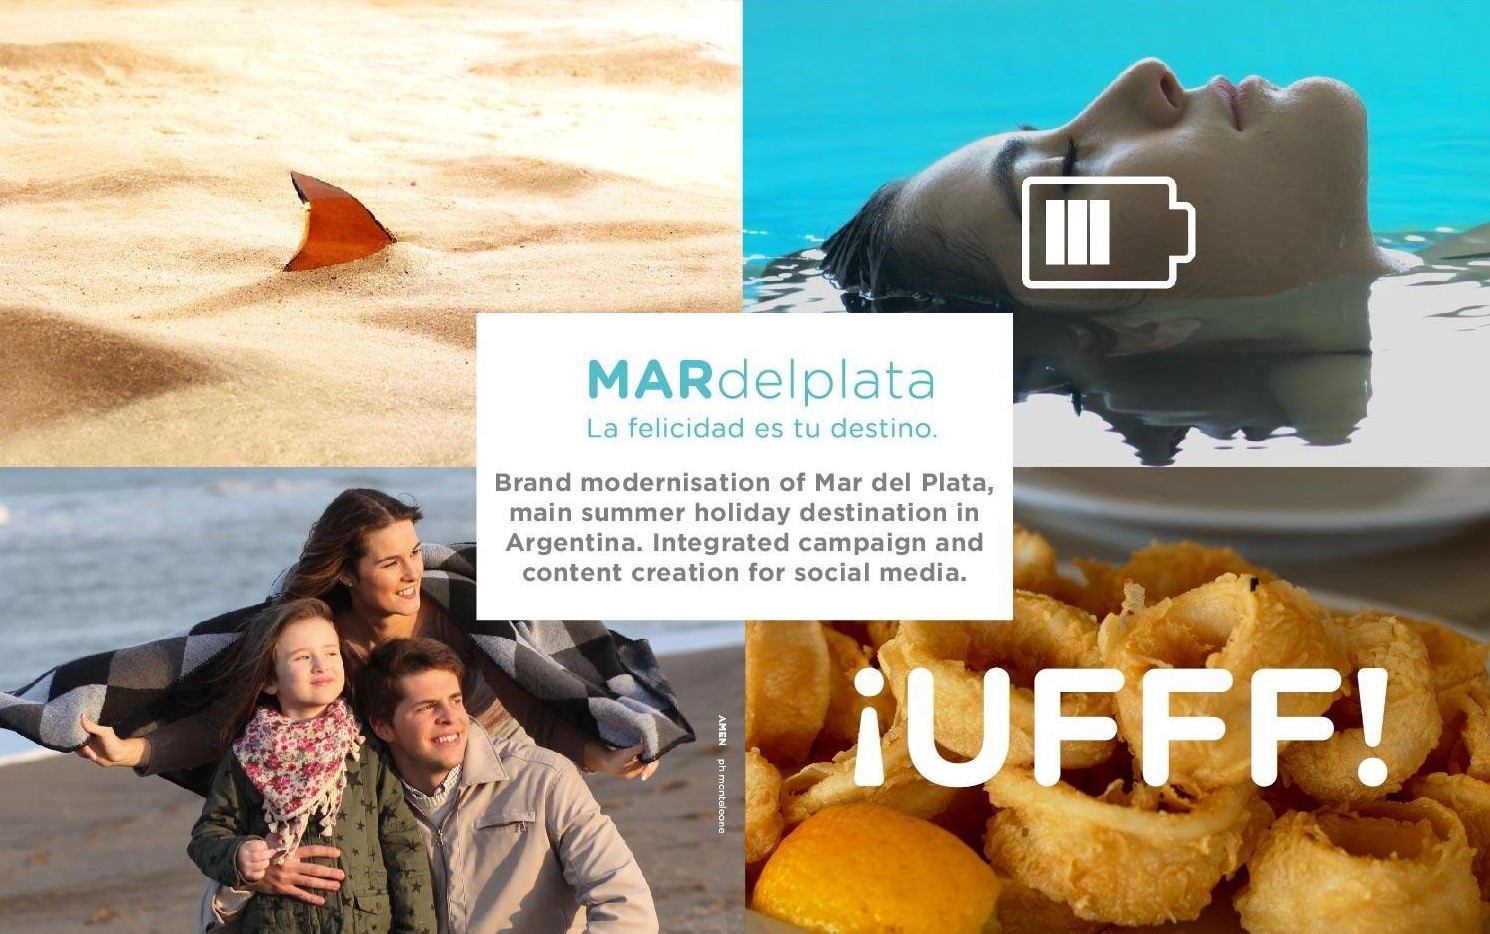 MARdelplata
La felicidad es tu destino.
Brand modernisation of Mar del Plata,
main summer holiday destination in
Argentina. Integrated campaign and
content creation for social media.
AMEN ph monteleone
¡UFFF!